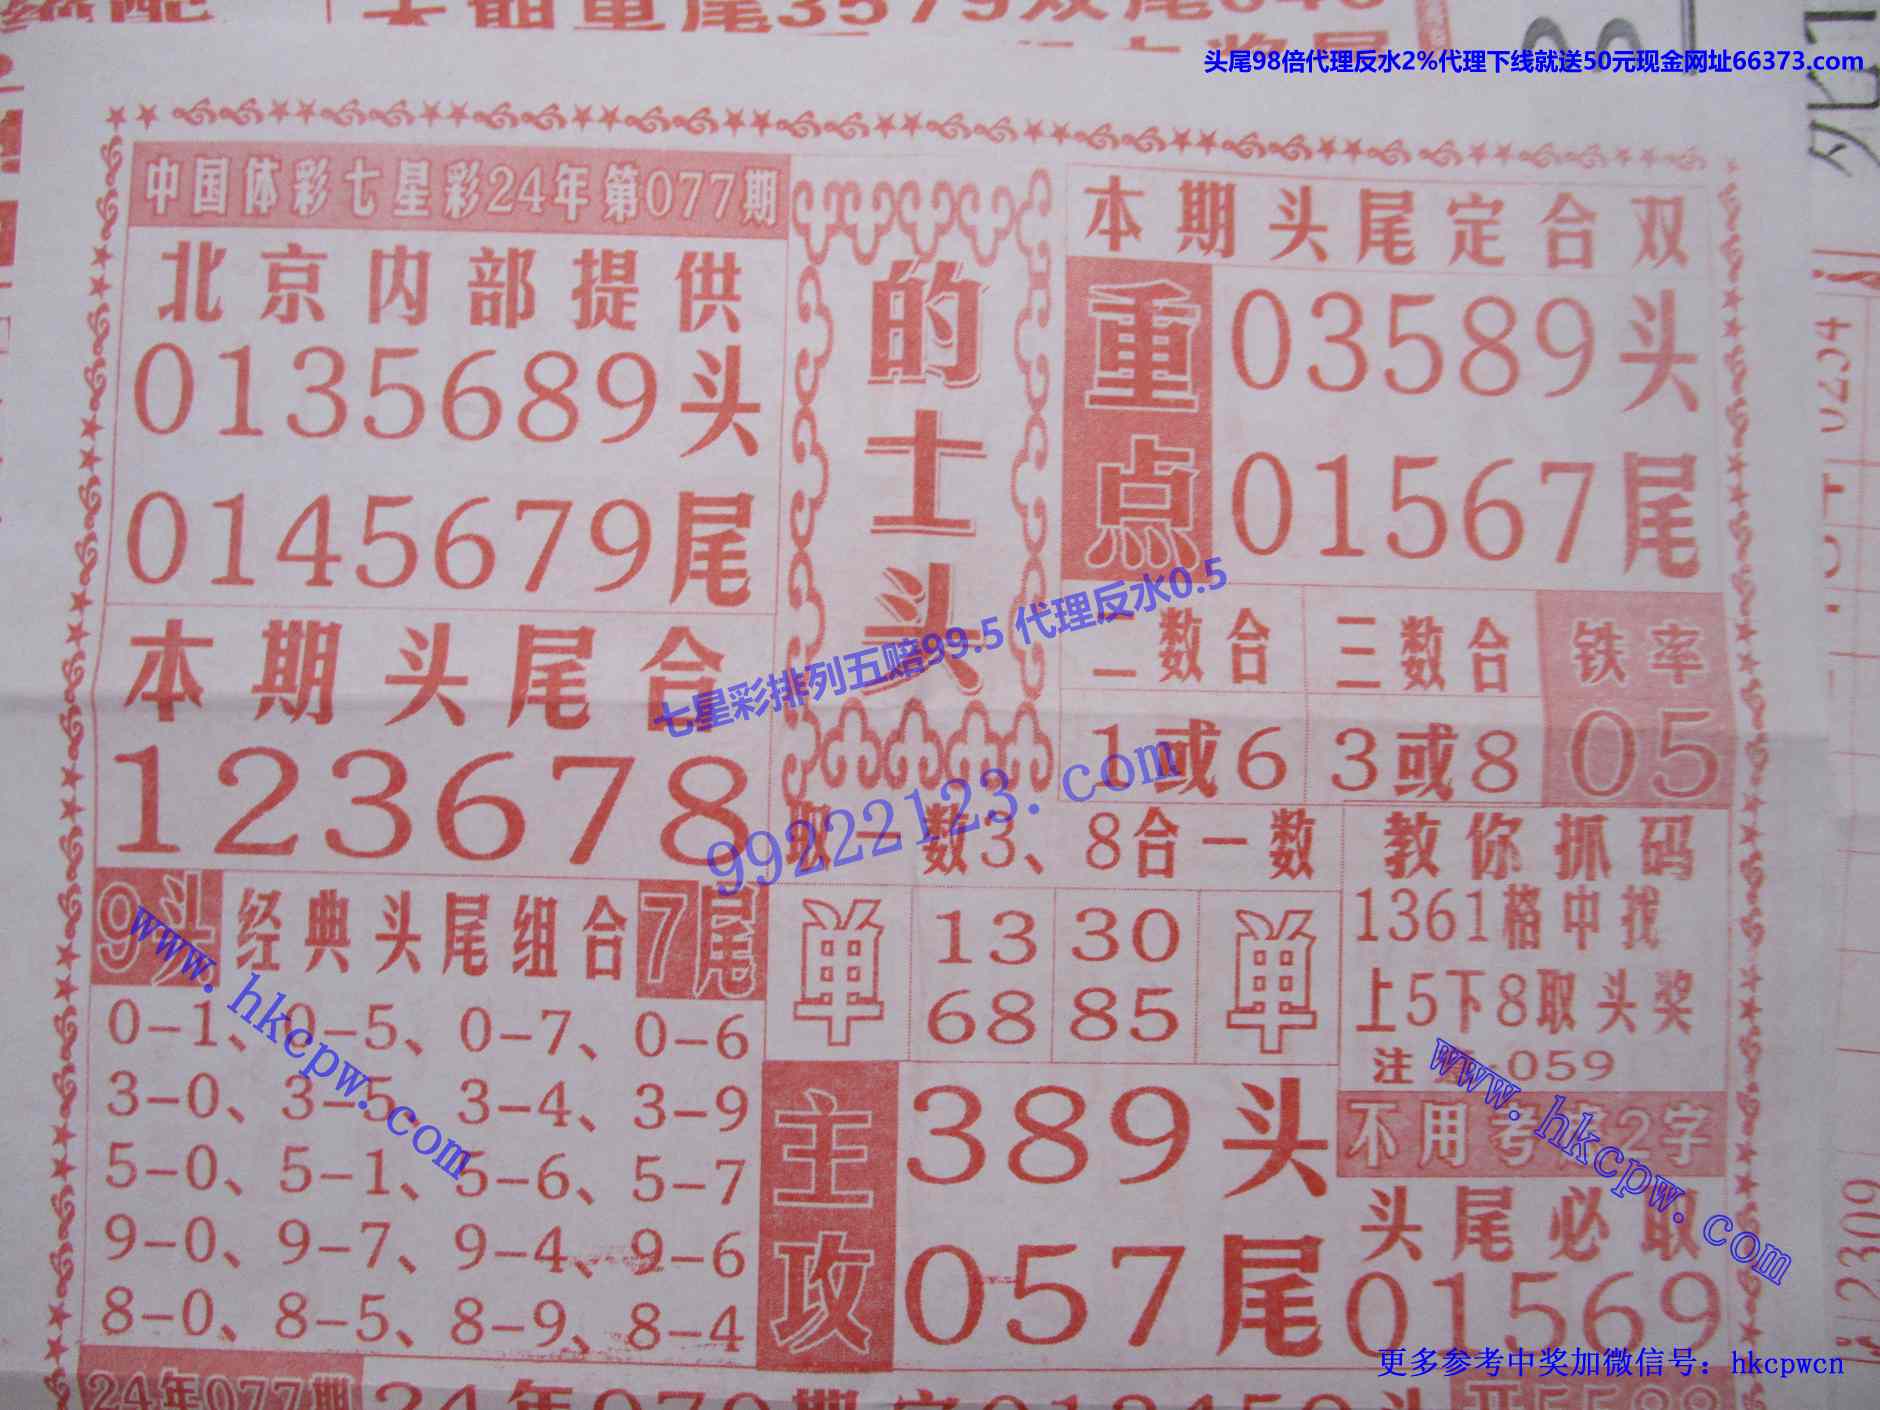 头尾98倍代理反水2%代理下线就送50元现金网址66373.com
中国体彩七星彩24年第077期
北京内部提供
0135689头
0145679尾
本期头尾合
123678
的士头
本期头尾定合双
重点
03589头
01567尾
二数合
1或6
三数合
3或8
铁率
05
七星彩排列五赔99.5 代理反水0.5
99222123.com
取一数3、8合一数
单
13
30
68
85
单
教你抓码
1361格中找
上5下8取头奖
注 059
9头
经典头尾组合
7尾
0-1、0-5、0-7、0-6
3-0、3-5、3-4、3-9
5-0、5-1、5-6、5-7
9-0、9-7、9-4、9-6
8-0、8-5、8-9、8-4
www.hkcpw.com
主攻
389头
057尾
不用考 2字
头尾必取
01569
www.hkcpw.com
更多参考中奖加微信号：hkcpwcn
24年077期